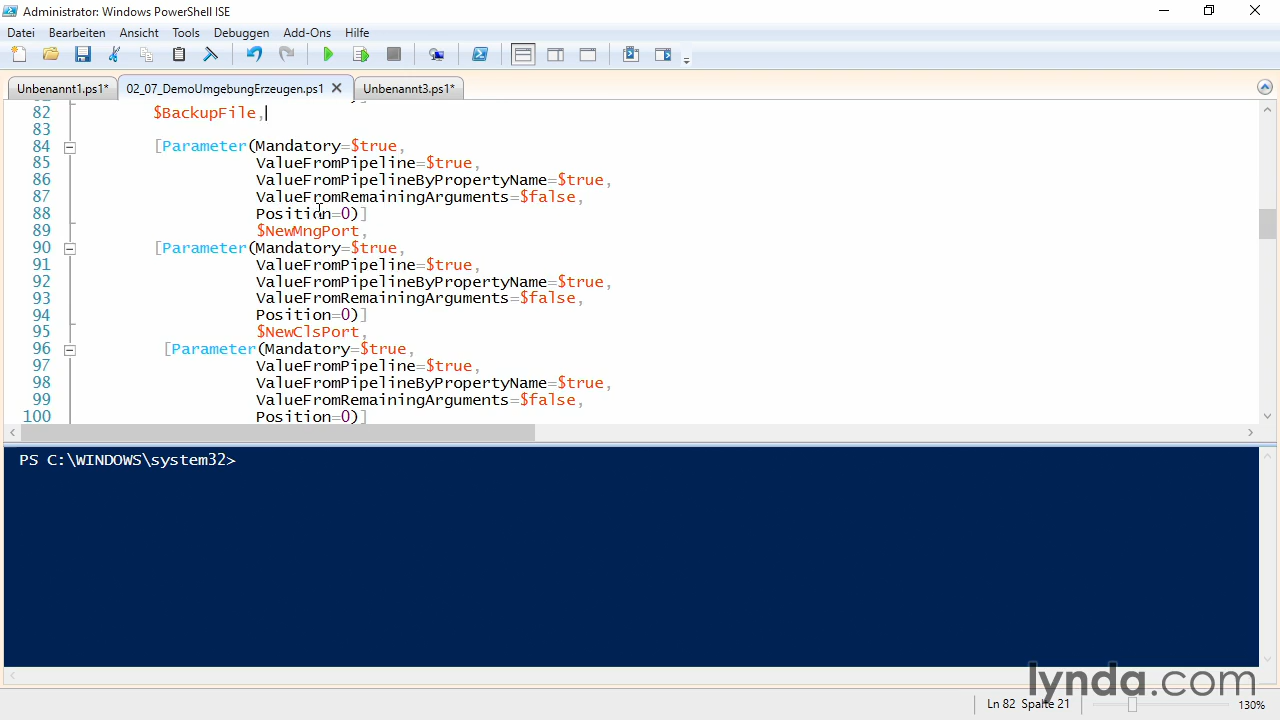 Administrator: Windows PowerShell ISE
Datei Bearbeiten Ansicht Tools Debuggen Add-Ons Hilfe
Unbenannt1.ps1* 02_07_DemoUmgebungErzeugen.ps1 Unbenannt3.ps1*
82 $BackupFile,
83
84 [Parameter(Mandatory=$true,
85 ValueFromPipeline=$true,
86 ValueFromPipelineByPropertyName=$true,
87 ValueFromRemainingArguments=$false,
88 Position=0)]
89 $NewMngPort,
90 [Parameter(Mandatory=$true,
91 ValueFromPipeline=$true,
92 ValueFromPipelineByPropertyName=$true,
93 ValueFromRemainingArguments=$false,
94 Position=0)]
95 $NewClsPort,
96 [Parameter(Mandatory=$true,
97 ValueFromPipeline=$true,
98 ValueFromPipelineByPropertyName=$true,
99 ValueFromRemainingArguments=$false,
100 Position=0)]
PS C:\WINDOWS\system32>
lynda.com
Ln 82 Spalte 21 130%